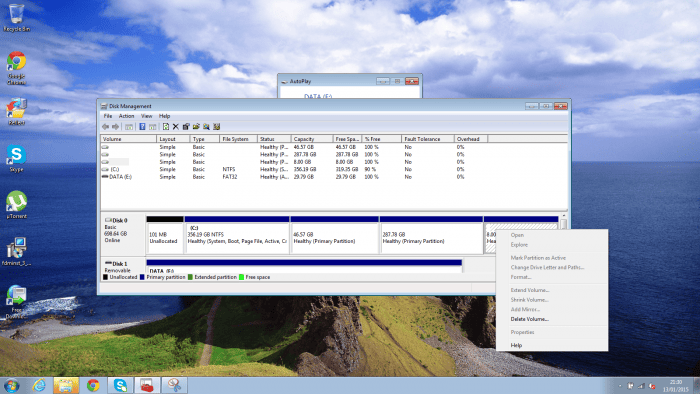 Recycle Bin
Google Chrome
Reflect
Skype
µTorrent
AutoPlay
DATA (E:)
Disk Management
File Action View Help
Volume Layout Type File System Status Capacity Free Spa... % Free Fault Tolerance Overhead
Simple Basic Healthy (P... 46.57 GB 46.57 GB 100 % No 0%
Simple Basic Healthy (P... 287.78 GB 287.78 GB 100 % No 0%
Simple Basic Healthy (P... 8.00 GB 8.00 GB 100 % No 0%
(C:) Simple Basic NTFS Healthy (S... 356.19 GB 319.35 GB 90 % No 0%
DATA (E:) Simple Basic FAT32 Healthy (A... 29.79 GB 29.79 GB 100 % No 0%
Disk 0
Basic
698.64 GB
Online
101 MB
Unallocated
(C:)
356.19 GB NTFS
Healthy (System, Boot, Page File, Active, C
46.57 GB
Healthy (Primary Partition)
287.78 GB
Healthy (Primary Partition)
8.00
Disk 1
Removable
DATA (E:)
Unallocated Primary partition Extended partition Free space
Open
Explore
Mark Partition as Active
Change Drive Letter and Paths...
Format...
Extend Volume...
Shrink Volume...
Add Mirror...
Delete Volume...
Properties
Help
Free
21:30
13/01/2015